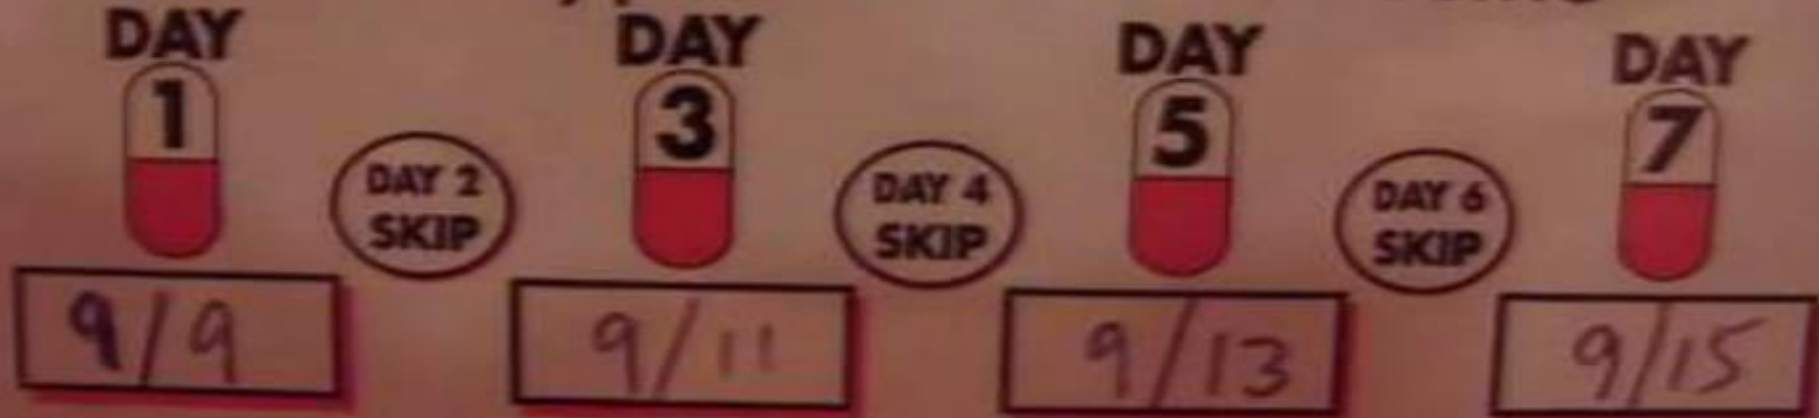 DAY DAY DAY DAY
1 3 5 7
DAY 2 DAY 4 DAY 6
SKIP SKIP SKIP
9/9 9/11 9/13 9/15